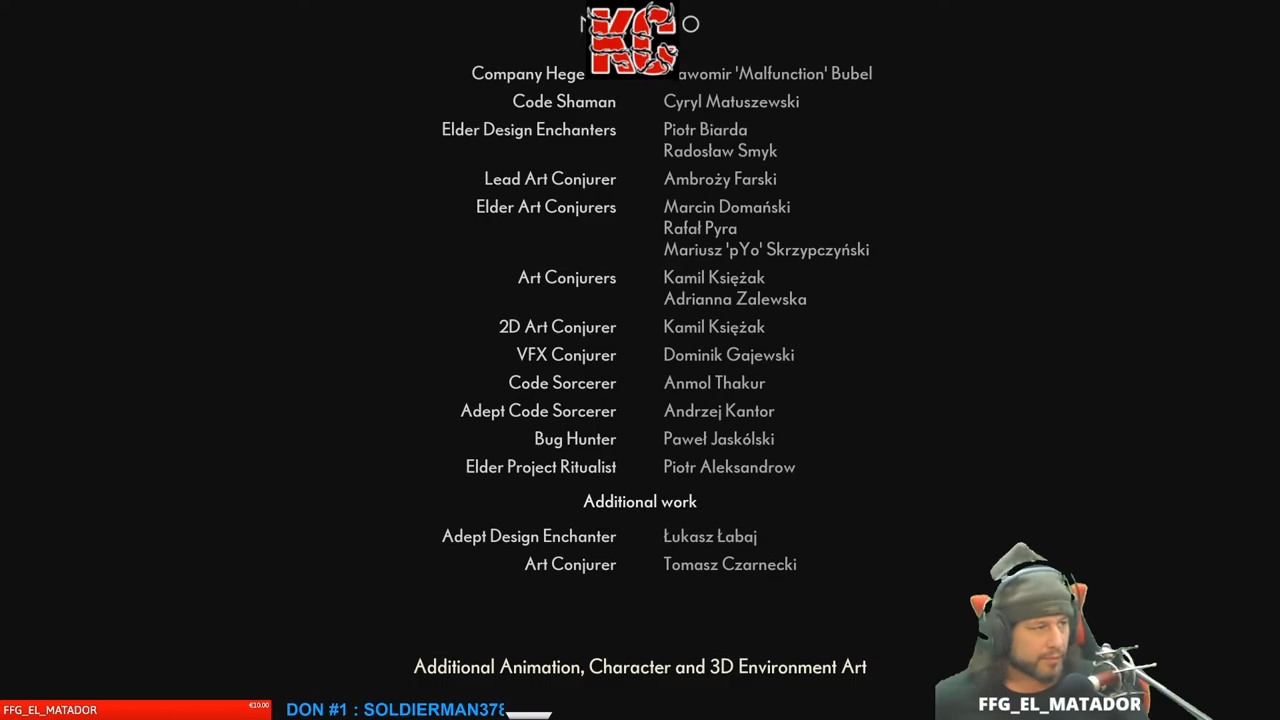 KC
Company Hege awomir 'Malfunction' Bubel
Code Shaman Cyryl Matuszewski
Elder Design Enchanters Piotr Biarda
Radosław Smyk
Lead Art Conjurer Ambroży Farski
Elder Art Conjurers Marcin Domański
Rafał Pyra
Mariusz 'pYo' Skrzypczyński
Art Conjurers Kamil Księżak
Adrianna Zalewska
2D Art Conjurer Kamil Księżak
VFX Conjurer Dominik Gajewski
Code Sorcerer Anmol Thakur
Adept Code Sorcerer Andrzej Kantor
Bug Hunter Paweł Jaskólski
Elder Project Ritualist Piotr Aleksandrow
Additional work
Adept Design Enchanter Łukasz Łabaj
Art Conjurer Tomasz Czarnecki
Additional Animation, Character and 3D Environment Art
FFG_EL_MATADOR
FFG_EL_MATADOR €10.00 DON #1 : SOLDIERMAN378